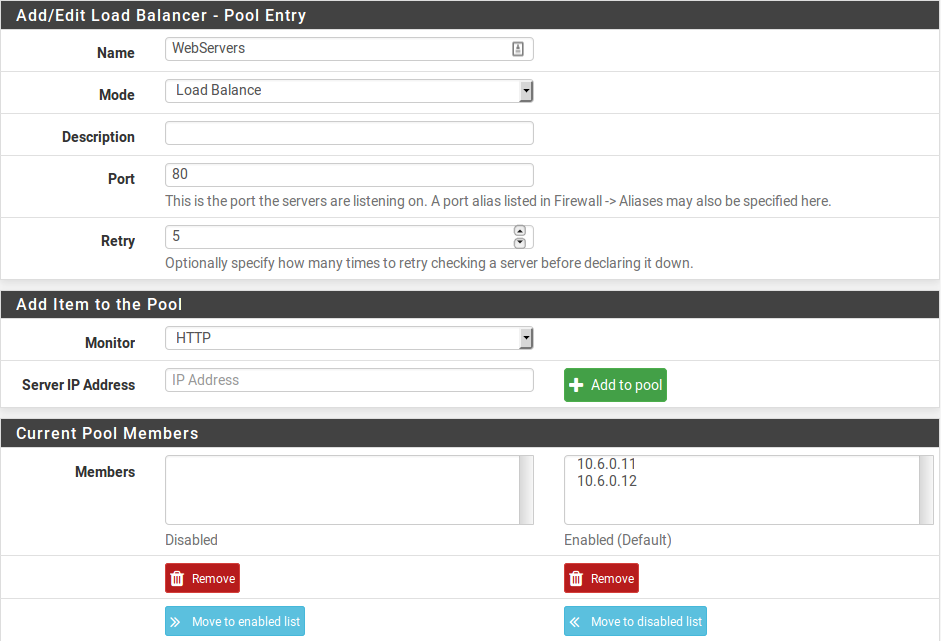 Add/Edit Load Balancer - Pool Entry
Name WebServers
Mode Load Balance
Description
Port 80
This is the port the servers are listening on. A port alias listed in Firewall -> Aliases may also be specified here.
Retry 5
Optionally specify how many times to retry checking a server before declaring it down.
Add Item to the Pool
Monitor HTTP
Server IP Address IP Address Add to pool
Current Pool Members
Members 10.6.0.11
10.6.0.12
Disabled Enabled (Default)
Remove Remove
Move to enabled list Move to disabled list